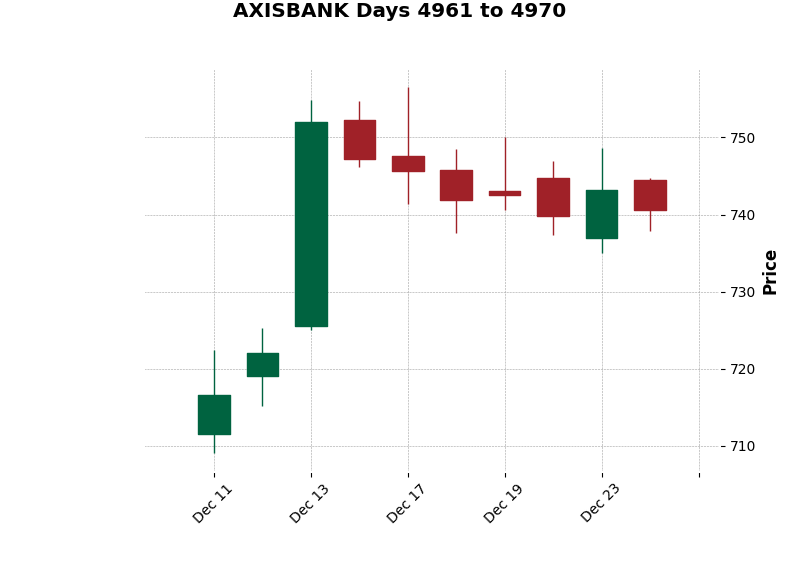 AXISBANK Days 4961 to 4970
750
740
730
720
710
Price
Dec 11
Dec 13
Dec 17
Dec 19
Dec 23